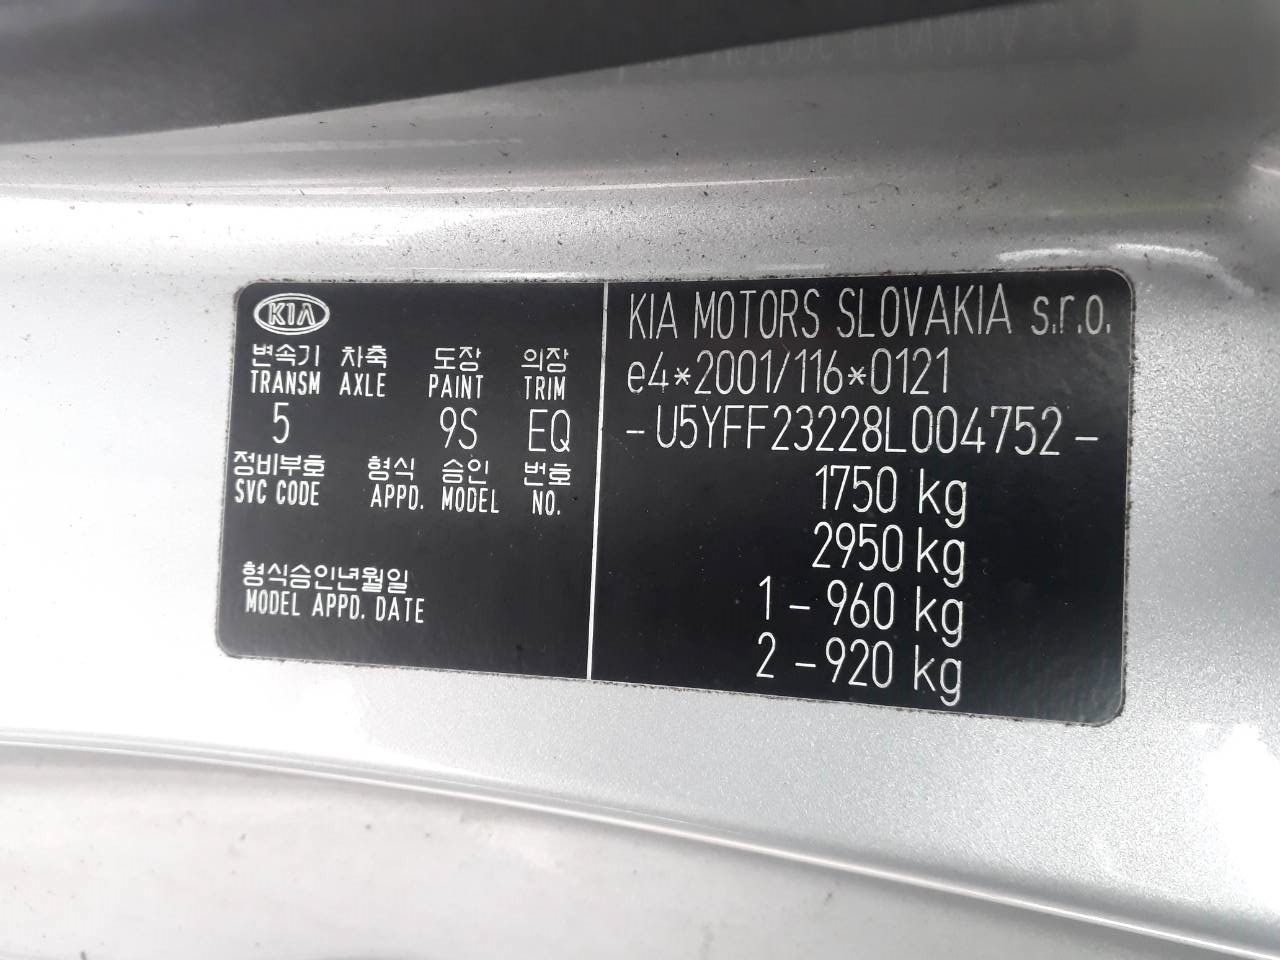 KIA
변속기 차축 도장 의장
TRANSM AXLE PAINT TRIM
5 9S EQ
정비부호 형식 승인 번호
SVC CODE APPD. MODEL NO.
형식승인년월일
MODEL APPD. DATE
KIA MOTORS SLOVAKIA s.r.o.
e4*2001/116*0121
-U5YFF23228L004752-
1750 kg
2950 kg
1-960 kg
2-920 kg